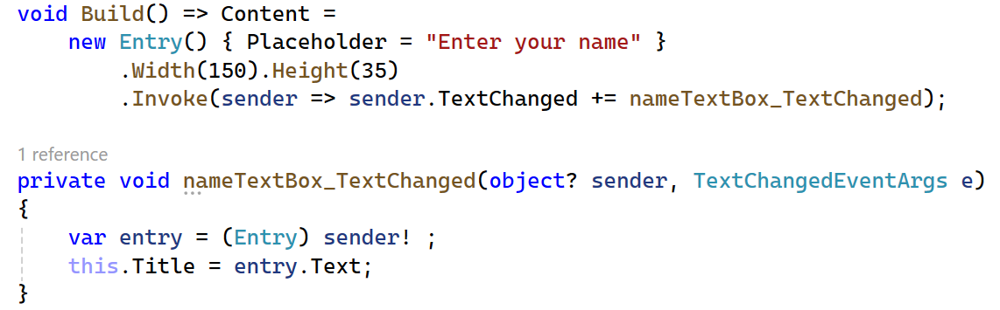 void Build() => Content =
    new Entry() { Placeholder = "Enter your name" }
        .Width(150).Height(35)
        .Invoke(sender => sender.TextChanged += nameTextBox_TextChanged);
1 reference
private void nameTextBox_TextChanged(object? sender, TextChangedEventArgs e)
{
    var entry = (Entry) sender! ;
    this.Title = entry.Text;
}